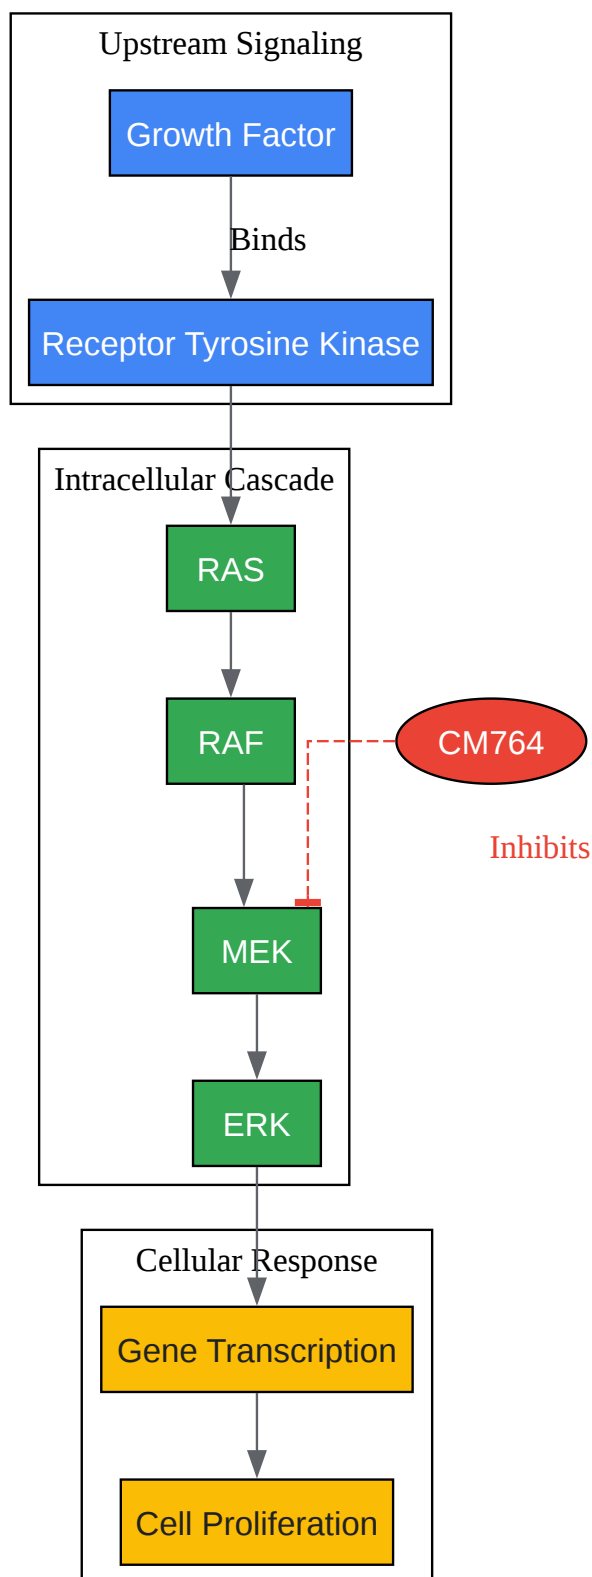 Upstream Signaling
Growth Factor
Binds
Receptor Tyrosine Kinase
Intracellular Cascade
RAS
RAF
CM764
Inhibits
MEK
ERK
Cellular Response
Gene Transcription
Cell Proliferation